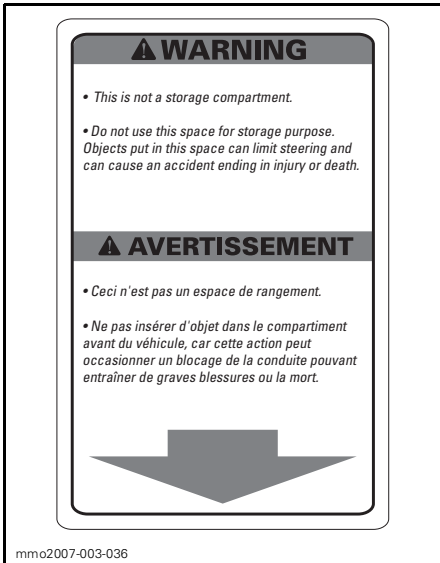 WARNING
• This is not a storage compartment.
• Do not use this space for storage purpose.
Objects put in this space can limit steering and
can cause an accident ending in injury or death.
AVERTISSEMENT
• Ceci n'est pas un espace de rangement.
• Ne pas insérer d'objet dans le compartiment
avant du véhicule, car cette action peut
occasionner un blocage de la conduite pouvant
entraîner de graves blessures ou la mort.
mmo2007-003-036